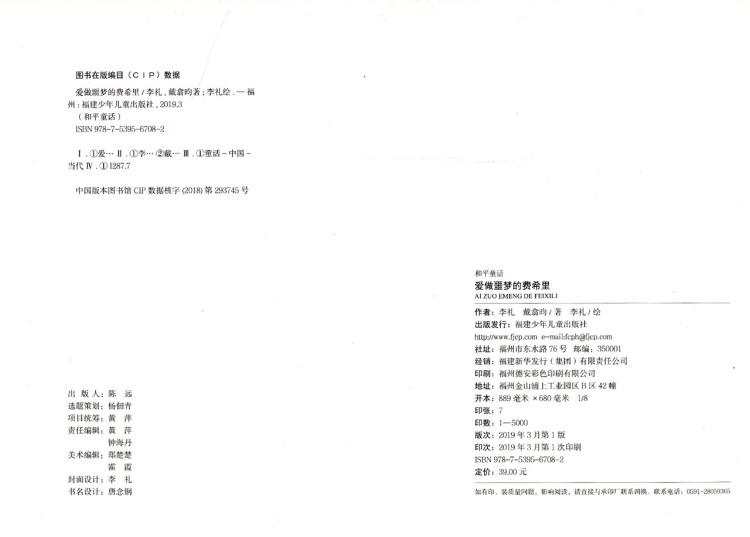 图书在版编目（CIP）数据
爱做噩梦的费希里 / 李礼, 戴翕昀著; 李礼绘. — 福
州: 福建少年儿童出版社, 2019.3
（和平童话）
ISBN 978-7-5395-6708-2
Ⅰ. ①爱… Ⅱ. ①李… ②戴… Ⅲ. ①童话－中国－
当代 Ⅳ. ① I287.7
中国版本图书馆 CIP 数据核字 (2018) 第 293745 号
出 版 人: 陈　远
选题策划: 杨佃青
项目统筹: 黄　萍
责任编辑: 黄　萍
钟海丹
美术编辑: 郑楚楚
霍　霞
封面设计: 李　礼
书名设计: 唐念钢
和平童话
爱做噩梦的费希里
AI ZUO EMENG DE FEIXILI
作者: 李礼　戴翕昀 / 著　李礼 / 绘
出版发行: 福建少年儿童出版社
http://www.fjcp.com e-mail:fcph@fjcp.com
社址: 福州市东水路 76 号　邮编: 350001
经销: 福建新华发行（集团）有限责任公司
印刷: 福州德安彩色印刷有限公司
地址: 福州金山浦上工业园区 B 区 42 幢
开本: 889 毫米 × 680 毫米　1/8
印张: 7
印数: 1—5000
版次: 2019 年 3 月第 1 版
印次: 2019 年 3 月第 1 次印刷
ISBN 978-7-5395-6708-2
定价: 39.00 元
如有印、装质量问题, 影响阅读, 请直接与承印厂联系调换。联系电话: 0591-28059365